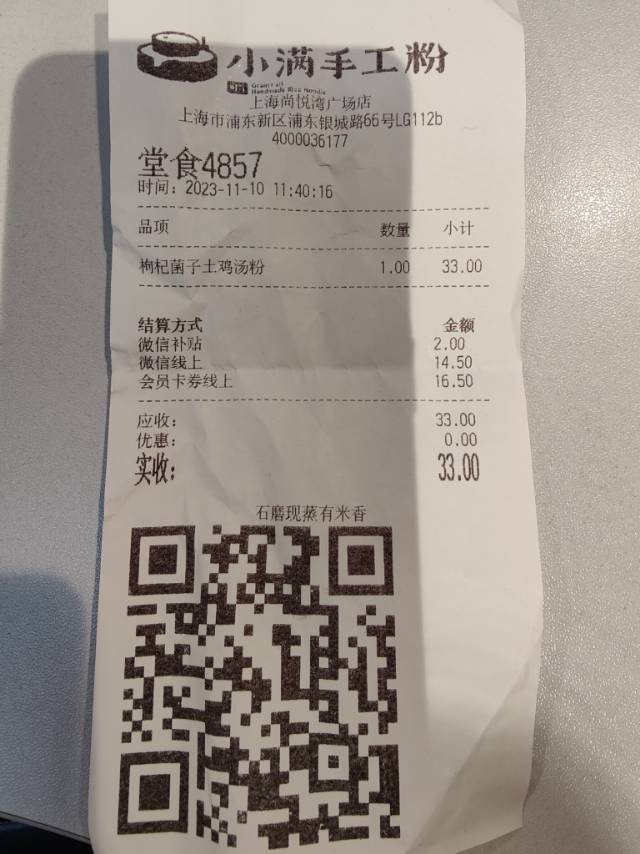 小满手工粉
Grain Full
Handmade Rice Noodle
上海尚悦湾广场店
上海市浦东新区浦东银城路66号LG112b
4000036177
堂食4857
时间：2023-11-10 11:40:16
品项 数量 小计
枸杞菌子土鸡汤粉 1.00 33.00
结算方式 金额
微信补贴 2.00
微信线上 14.50
会员卡券线上 16.50
应收： 33.00
优惠： 0.00
实收： 33.00
石磨现蒸有米香